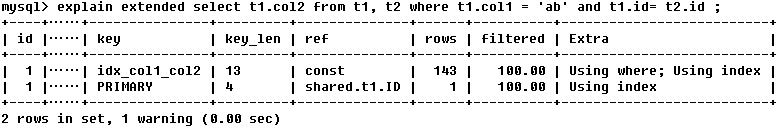 mysql> explain extended select t1.col2 from t1, t2 where t1.col1 = 'ab' and t1.id= t2.id ;
+----+······+---------------+---------+--------------+------+----------+--------------------------+
| id |······| key           | key_len | ref          | rows | filtered | Extra                    |
+----+······+---------------+---------+--------------+------+----------+--------------------------+
|  1 |······| idx_col1_col2 | 13      | const        |  143 |   100.00 | Using where; Using index |
|  1 |······| PRIMARY       | 4       | shared.t1.ID |    1 |   100.00 | Using index              |
+----+······+---------------+---------+--------------+------+----------+--------------------------+
2 rows in set, 1 warning (0.00 sec)